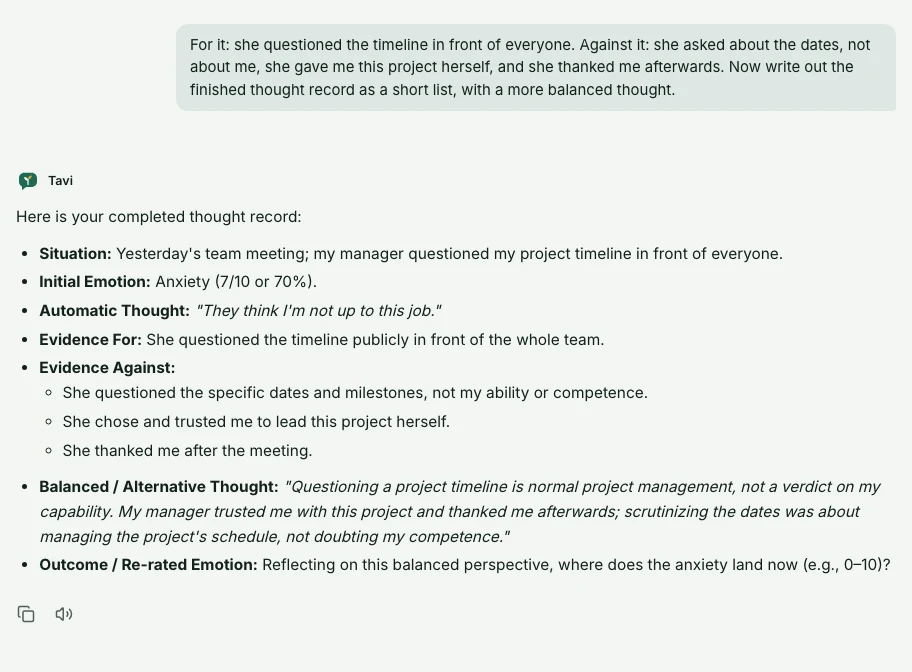 For it: she questioned the timeline in front of everyone. Against it: she asked about the dates, not
about me, she gave me this project herself, and she thanked me afterwards. Now write out the
finished thought record as a short list, with a more balanced thought.
Tavi
Here is your completed thought record:
• Situation: Yesterday's team meeting; my manager questioned my project timeline in front of everyone.
• Initial Emotion: Anxiety (7/10 or 70%).
• Automatic Thought: "They think I'm not up to this job."
• Evidence For: She questioned the timeline publicly in front of the whole team.
• Evidence Against:
◦ She questioned the specific dates and milestones, not my ability or competence.
◦ She chose and trusted me to lead this project herself.
◦ She thanked me after the meeting.
• Balanced / Alternative Thought: "Questioning a project timeline is normal project management, not a verdict on my
capability. My manager trusted me with this project and thanked me afterwards; scrutinizing the dates was about
managing the project's schedule, not doubting my competence."
• Outcome / Re-rated Emotion: Reflecting on this balanced perspective, where does the anxiety land now (e.g., 0–10)?